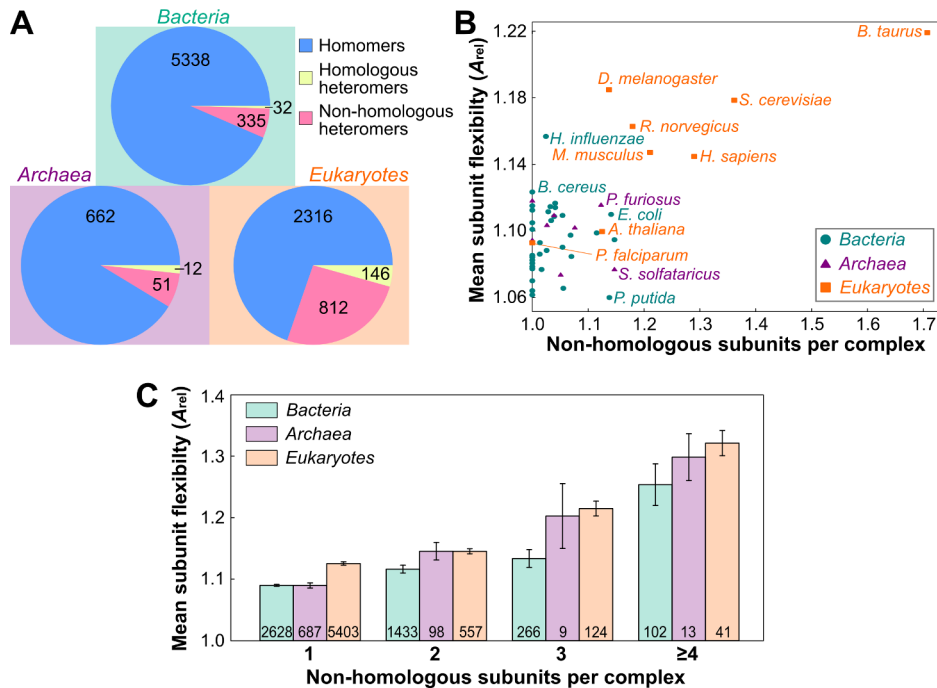 A
Bacteria
5338
32
335
Homomers
Homologous
heteromers
Non-homologous
heteromers
Archaea
662
12
51
Eukaryotes
2316
146
812
B
Mean subunit flexibilty (Arel)
1.22
1.18
1.14
1.10
1.06
B. taurus
D. melanogaster
S. cerevisiae
R. norvegicus
H. influenzae
M. musculus
H. sapiens
B. cereus
P. furiosus
E. coli
A. thaliana
P. falciparum
S. solfataricus
P. putida
Bacteria
Archaea
Eukaryotes
1.0 1.1 1.2 1.3 1.4 1.5 1.6 1.7
Non-homologous subunits per complex
C
Mean subunit flexibilty (Arel)
1.4
1.3
1.2
1.1
1.0
Bacteria
Archaea
Eukaryotes
2628 687 5403 1433 98 557 266 9 124 102 13 41
1 2 3 ≥4
Non-homologous subunits per complex